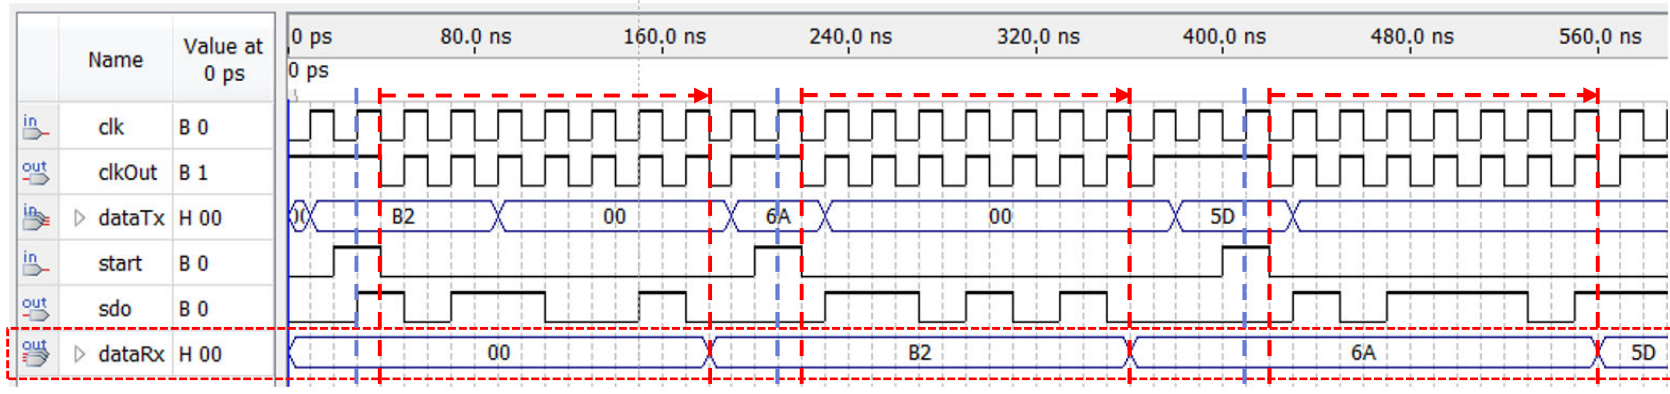 Name Value at 0 ps
0 ps 80.0 ns 160.0 ns 240.0 ns 320.0 ns 400.0 ns 480.0 ns 560.0 ns
0 ps
in clk B 0
out clkOut B 1
in dataTx H 00 B2 00 6A 00 5D
in start B 0
out sdo B 0
out dataRx H 00 00 B2 6A 5D